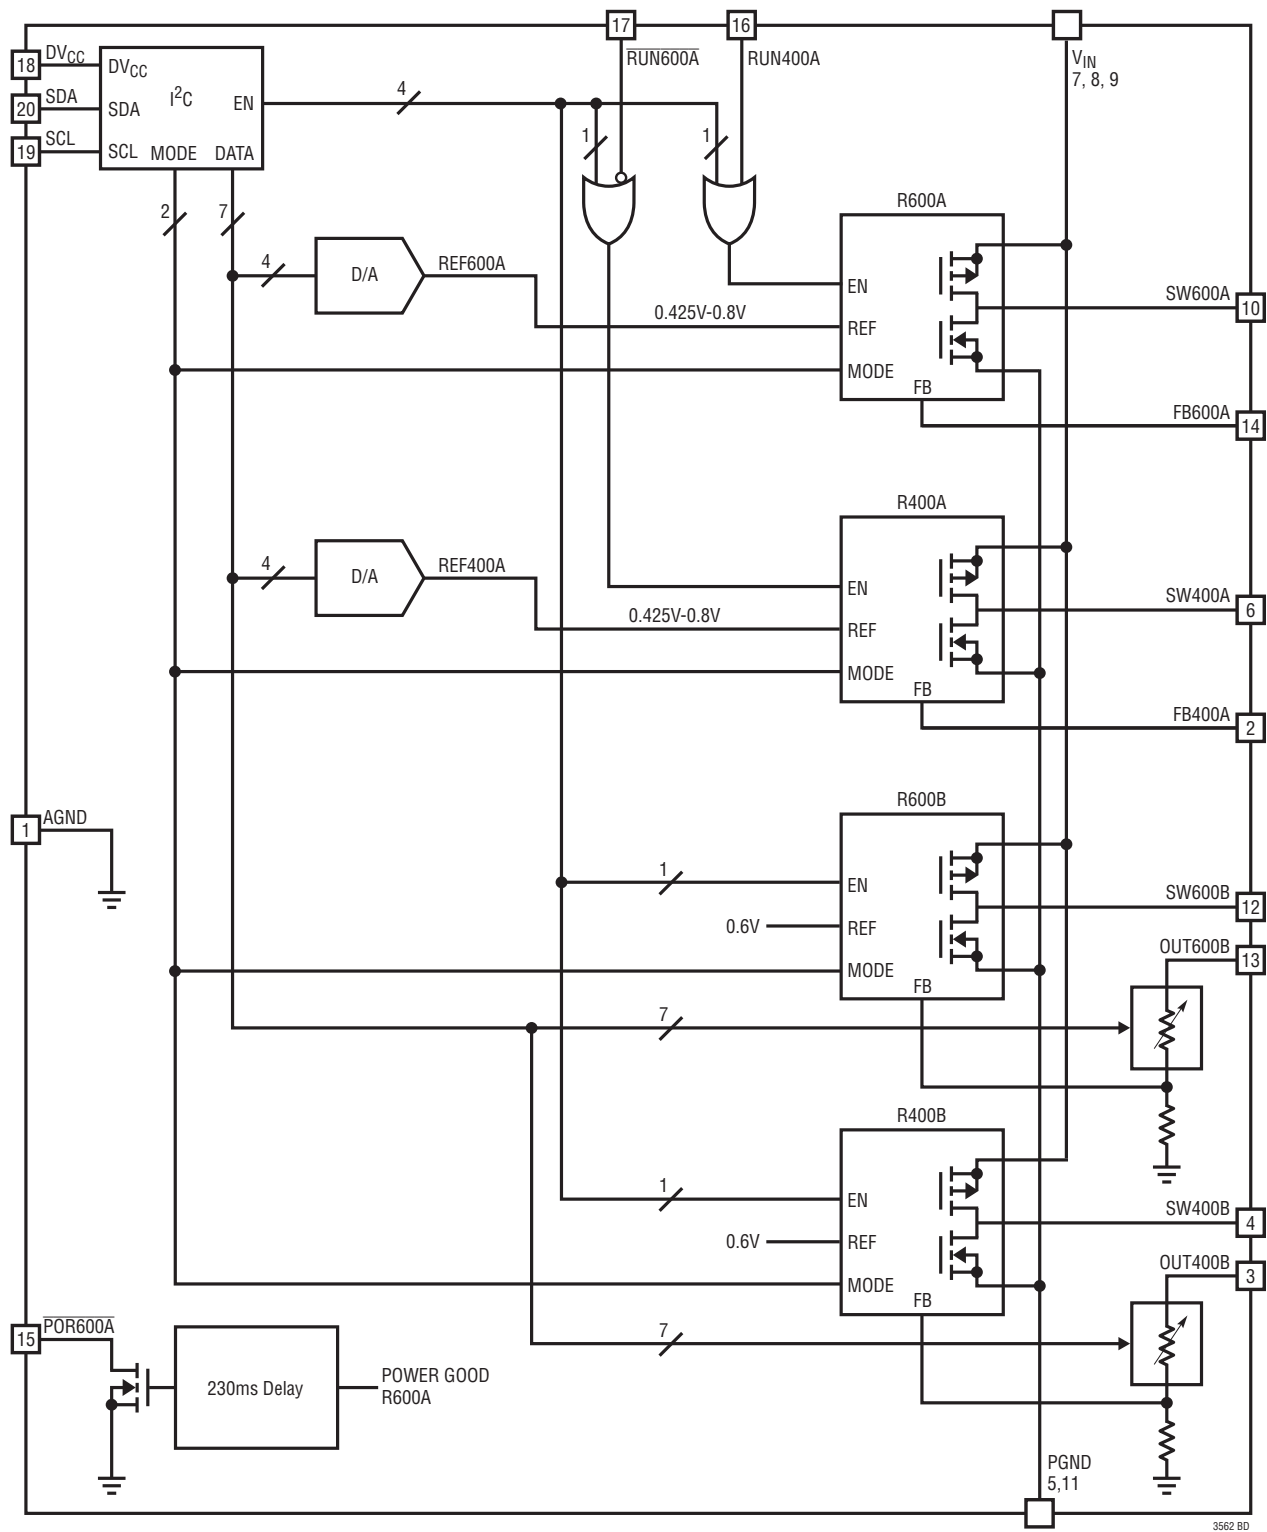 17
16
RUN600A
RUN400A
VIN
7, 8, 9
18
DVCC
20
SDA
19
SCL
DVCC
I2C
SDA
EN
SCL
MODE
DATA
4
1
1
2
7
R600A
4
D/A
REF600A
EN
0.425V-0.8V
REF
MODE
FB
SW600A
10
FB600A
14
R400A
4
D/A
REF400A
EN
0.425V-0.8V
REF
MODE
FB
SW400A
6
FB400A
2
1
AGND
R600B
1
EN
0.6V
REF
MODE
FB
SW600B
12
OUT600B
13
7
R400B
1
EN
0.6V
REF
MODE
FB
SW400B
4
OUT400B
3
7
15
POR600A
230ms Delay
POWER GOOD
R600A
PGND
5,11
3562 BD